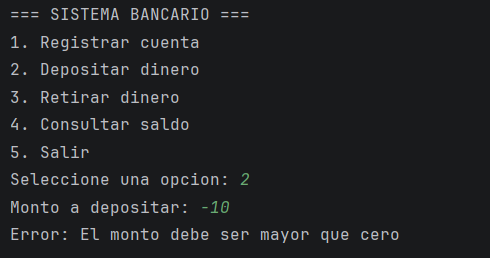 === SISTEMA BANCARIO ===
1. Registrar cuenta
2. Depositar dinero
3. Retirar dinero
4. Consultar saldo
5. Salir
Seleccione una opcion: 2
Monto a depositar: -10
Error: El monto debe ser mayor que cero